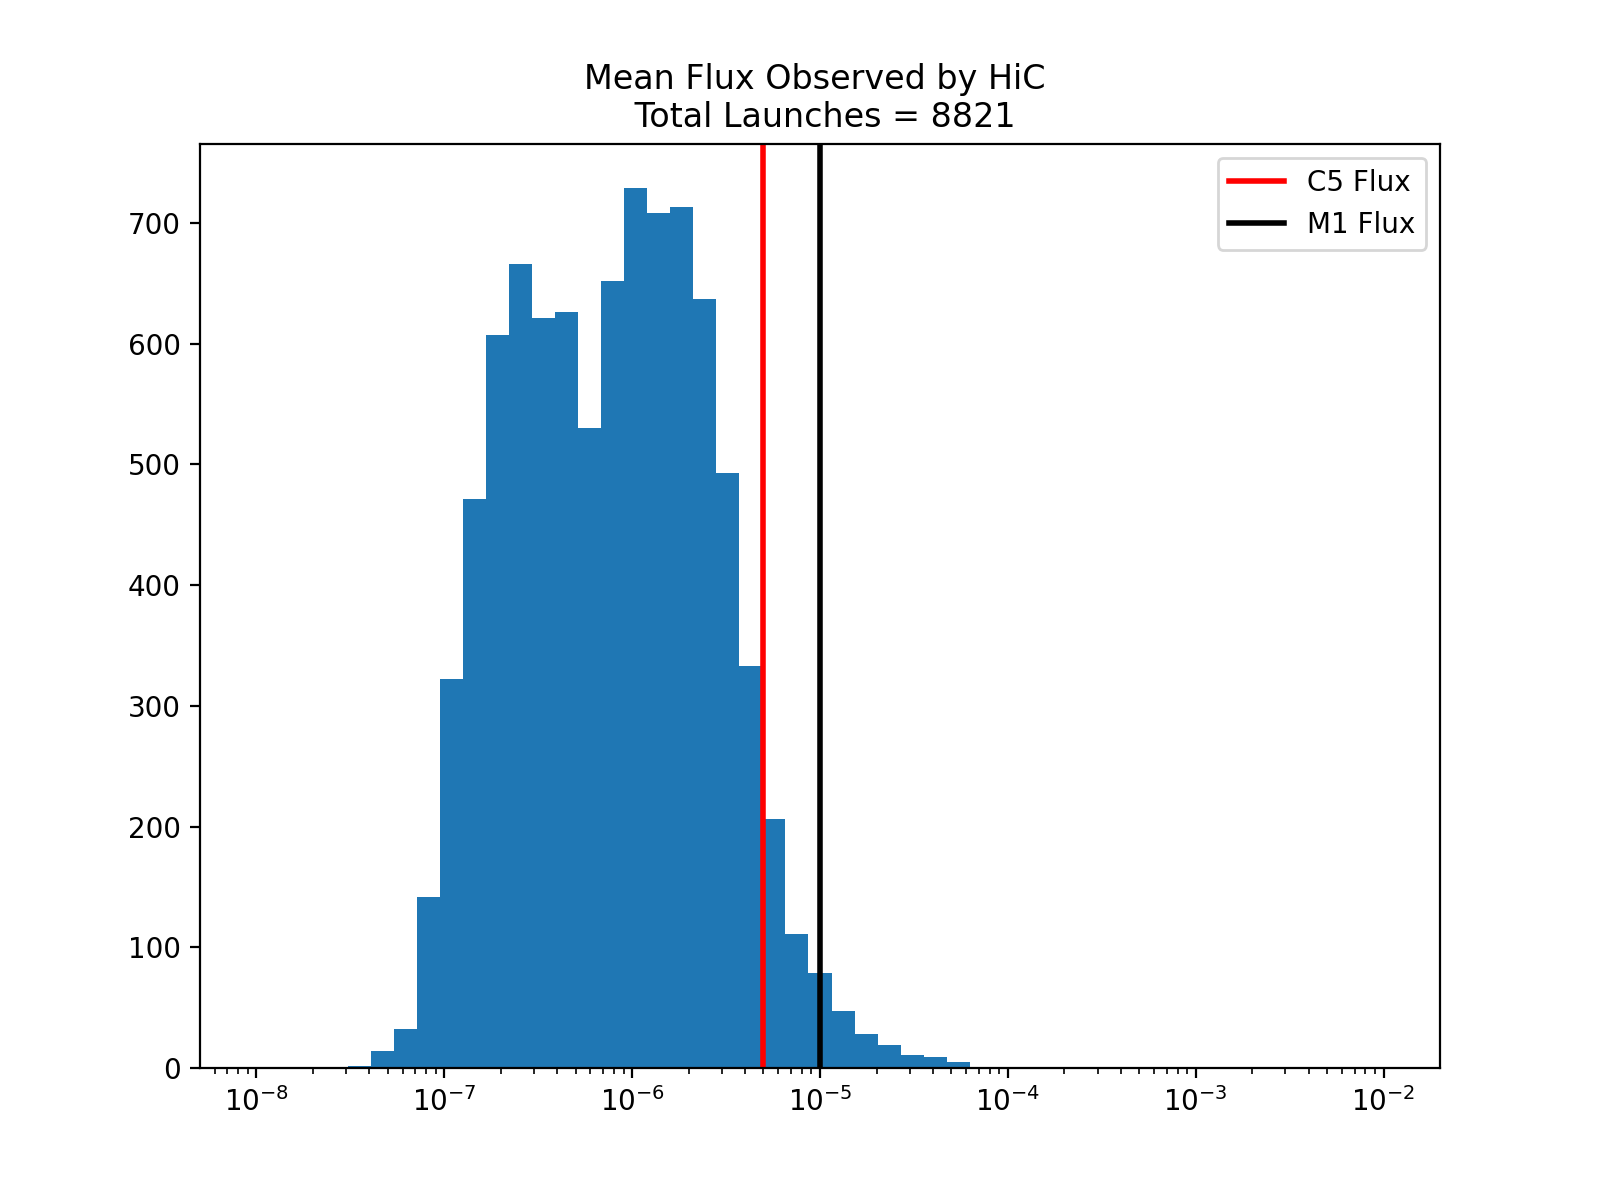 Mean Flux Observed by HiC
Total Launches = 8821
C5 Flux
M1 Flux
700
600
500
400
300
200
100
0
10⁻⁸ 10⁻⁷ 10⁻⁶ 10⁻⁵ 10⁻⁴ 10⁻³ 10⁻²